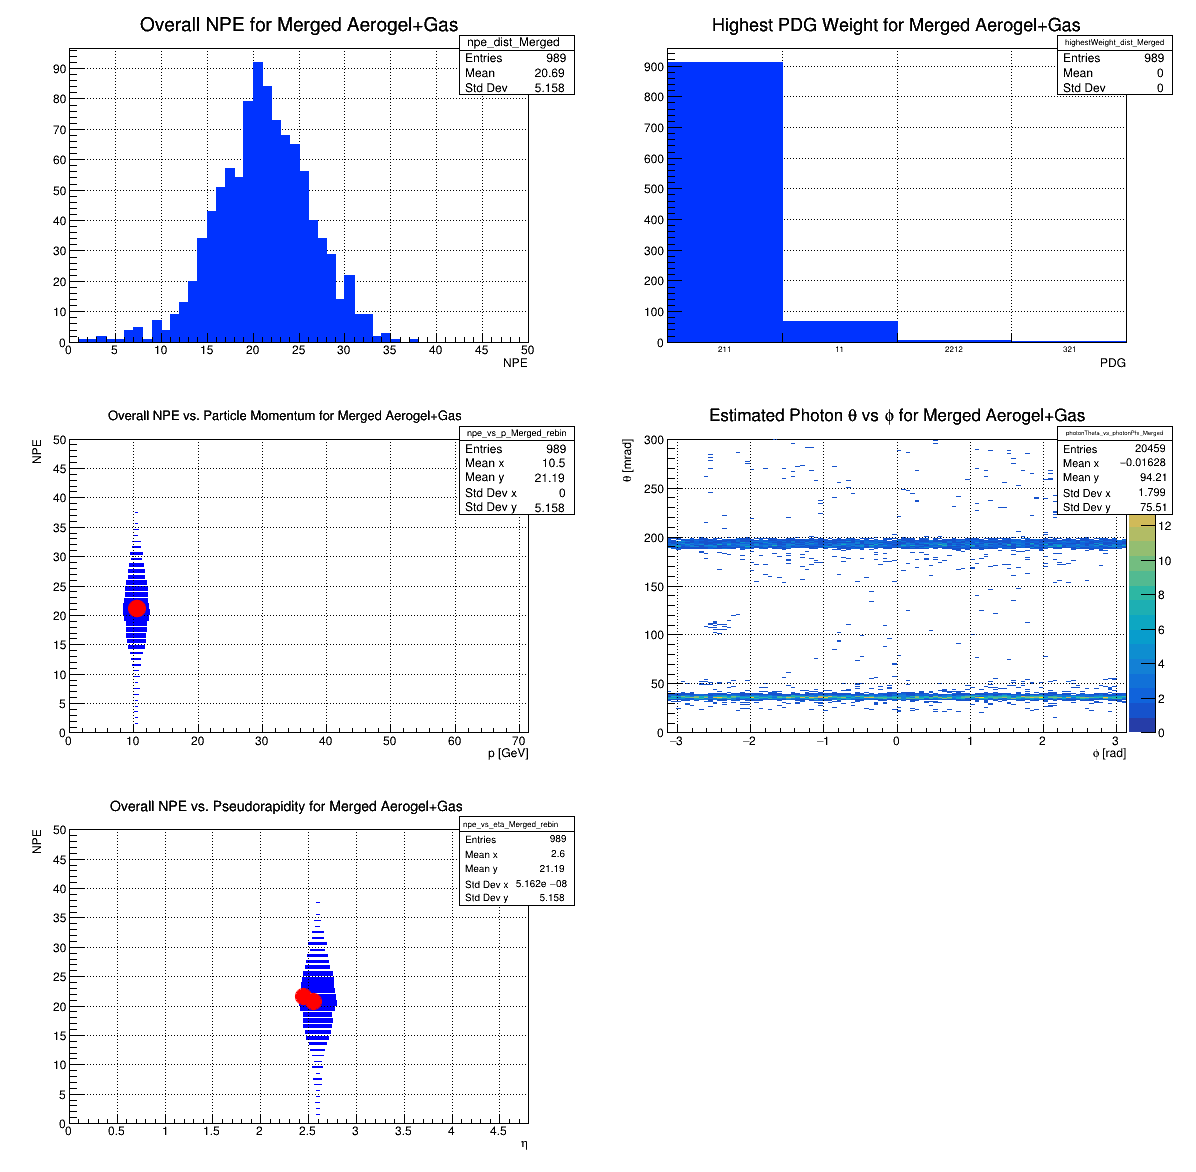 Overall NPE for Merged Aerogel+Gas
npe_dist_Merged
Entries 989
Mean 20.69
Std Dev 5.158
90
80
70
60
50
40
30
20
10
0
0 5 10 15 20 25 30 35 40 45 50
NPE
Highest PDG Weight for Merged Aerogel+Gas
highestWeight_dist_Merged
Entries 989
Mean 0
Std Dev 0
900
800
700
600
500
400
300
200
100
0
211 11 2212 321
PDG
Overall NPE vs. Particle Momentum for Merged Aerogel+Gas
npe_vs_p_Merged_rebin
Entries 989
Mean x 10.5
Mean y 21.19
Std Dev x 0
Std Dev y 5.158
NPE
50
45
40
35
30
25
20
15
10
5
0
0 10 20 30 40 50 60 70
p [GeV]
Estimated Photon θ vs ϕ for Merged Aerogel+Gas
photonTheta_vs_photonPhi_Merged
Entries 20459
Mean x −0.01628
Mean y 94.21
Std Dev x 1.799
Std Dev y 75.51
θ [mrad]
300
250
200
150
100
50
0
−3 −2 −1 0 1 2 3
ϕ [rad]
12
10
8
6
4
2
0
Overall NPE vs. Pseudorapidity for Merged Aerogel+Gas
npe_vs_eta_Merged_rebin
Entries 989
Mean x 2.6
Mean y 21.19
Std Dev x 5.162e −08
Std Dev y 5.158
NPE
50
45
40
35
30
25
20
15
10
5
0
0 0.5 1 1.5 2 2.5 3 3.5 4 4.5
η